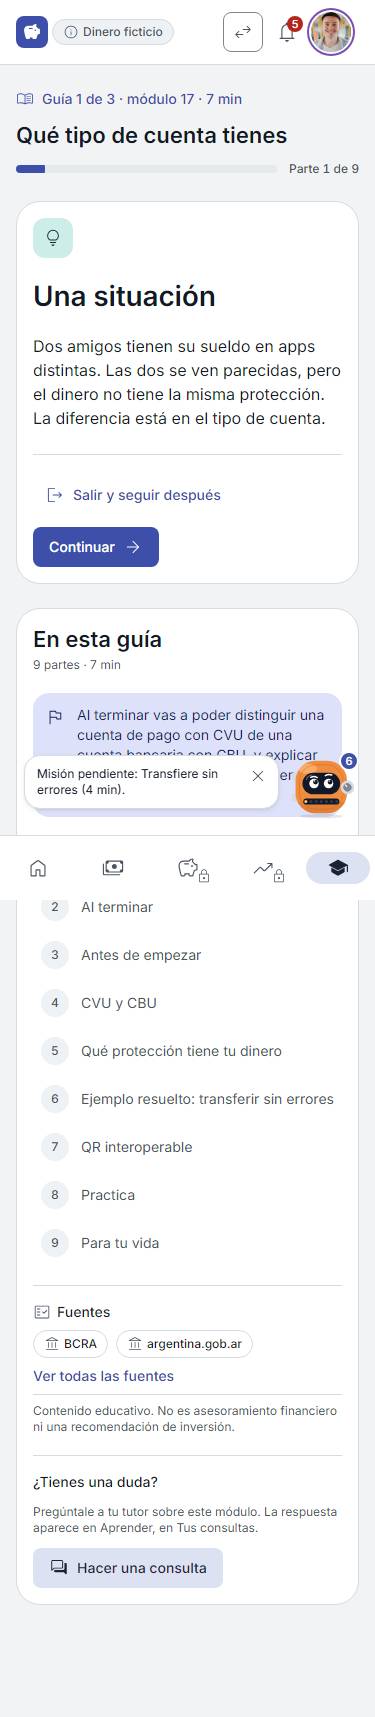 Dinero ficticio
5
Guía 1 de 3 · módulo 17 · 7 min
Qué tipo de cuenta tienes
Parte 1 de 9
Una situación
Dos amigos tienen su sueldo en apps
distintas. Las dos se ven parecidas, pero
el dinero no tiene la misma protección.
La diferencia está en el tipo de cuenta.
Salir y seguir después
Continuar
En esta guía
9 partes · 7 min
Al terminar vas a poder distinguir una
cuenta de pago con CVU de una
cuenta bancaria con CBU, y explicar
er
6
Misión pendiente: Transfiere sin
errores (4 min).
2 Al terminar
3 Antes de empezar
4 CVU y CBU
5 Qué protección tiene tu dinero
6 Ejemplo resuelto: transferir sin errores
7 QR interoperable
8 Practica
9 Para tu vida
Fuentes
BCRA argentina.gob.ar
Ver todas las fuentes
Contenido educativo. No es asesoramiento financiero
ni una recomendación de inversión.
¿Tienes una duda?
Pregúntale a tu tutor sobre este módulo. La respuesta
aparece en Aprender, en Tus consultas.
Hacer una consulta